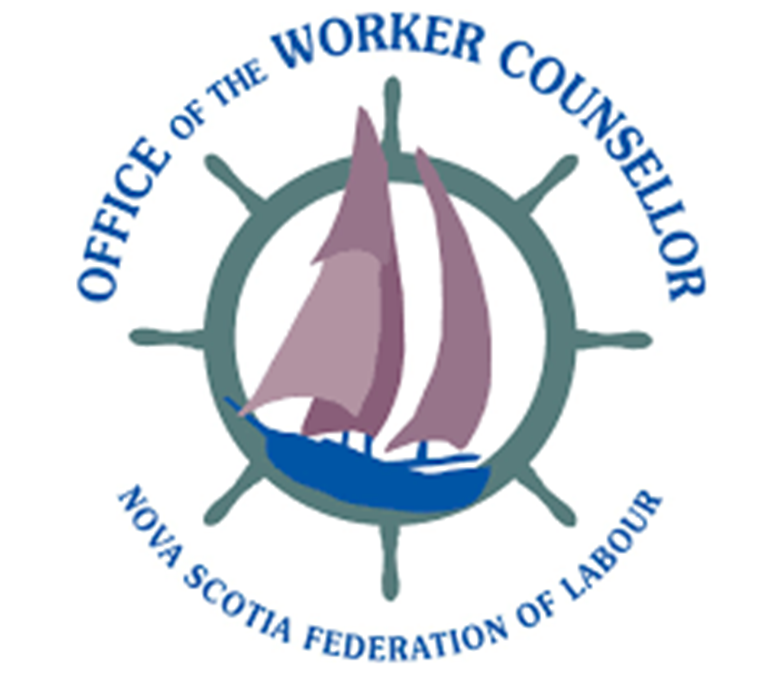 OFFICE OF THE WORKER COUNSELLOR
NOVA SCOTIA FEDERATION OF LABOUR